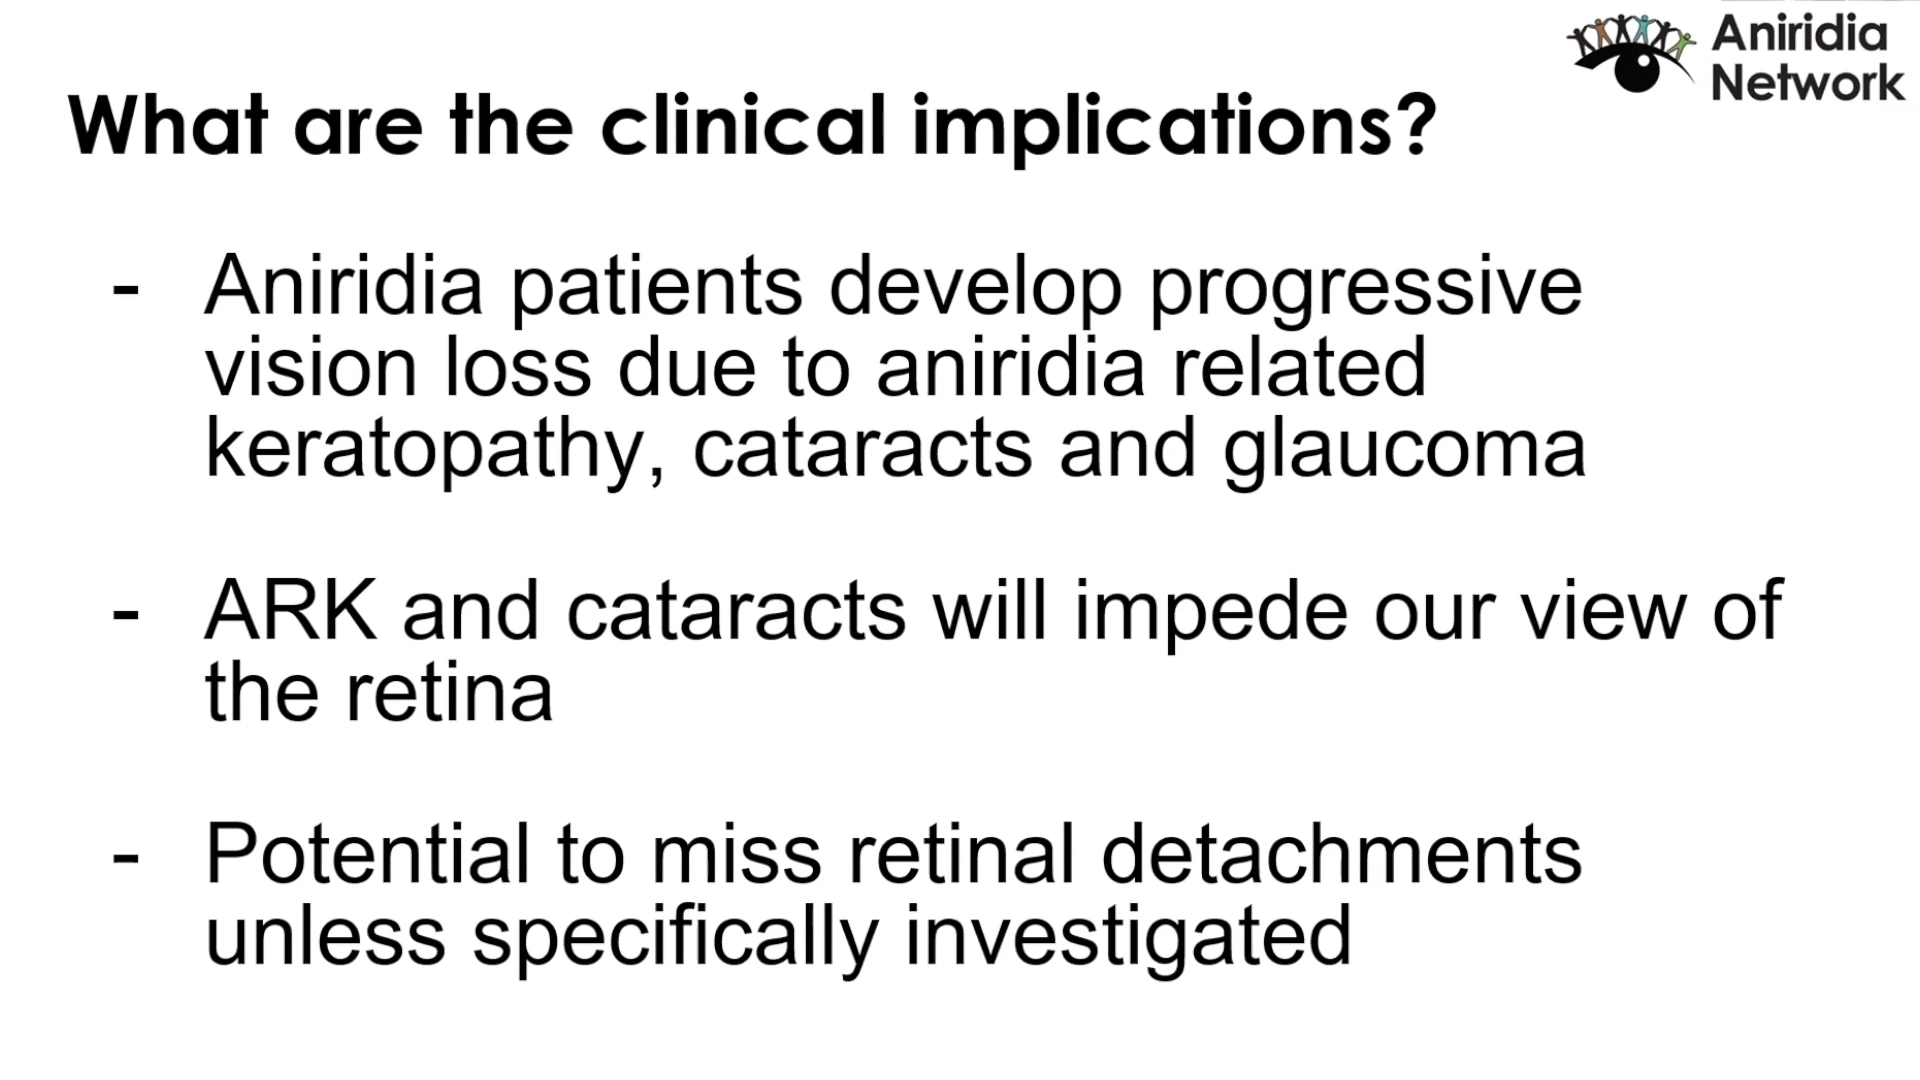 Aniridia
Network
What are the clinical implications?
- Aniridia patients develop progressive
vision loss due to aniridia related
keratopathy, cataracts and glaucoma
- ARK and cataracts will impede our view of
the retina
- Potential to miss retinal detachments
unless specifically investigated